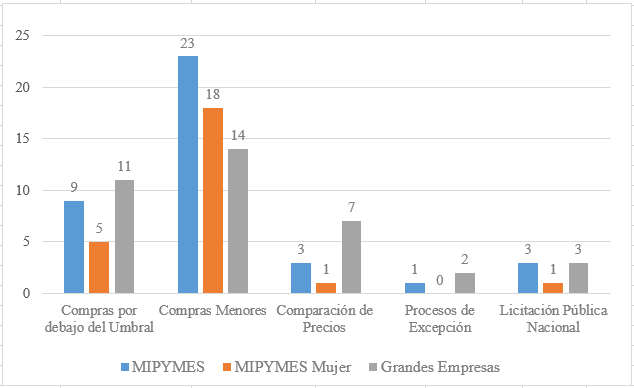 25
20
15
10
5
0
9
5
11
23
18
14
3
1
7
1
0
2
3
1
3
Compras por
debajo del Umbral
Compras Menores
Comparación de
Precios
Procesos de
Excepción
Licitación Pública
Nacional
MIPYMES
MIPYMES Mujer
Grandes Empresas